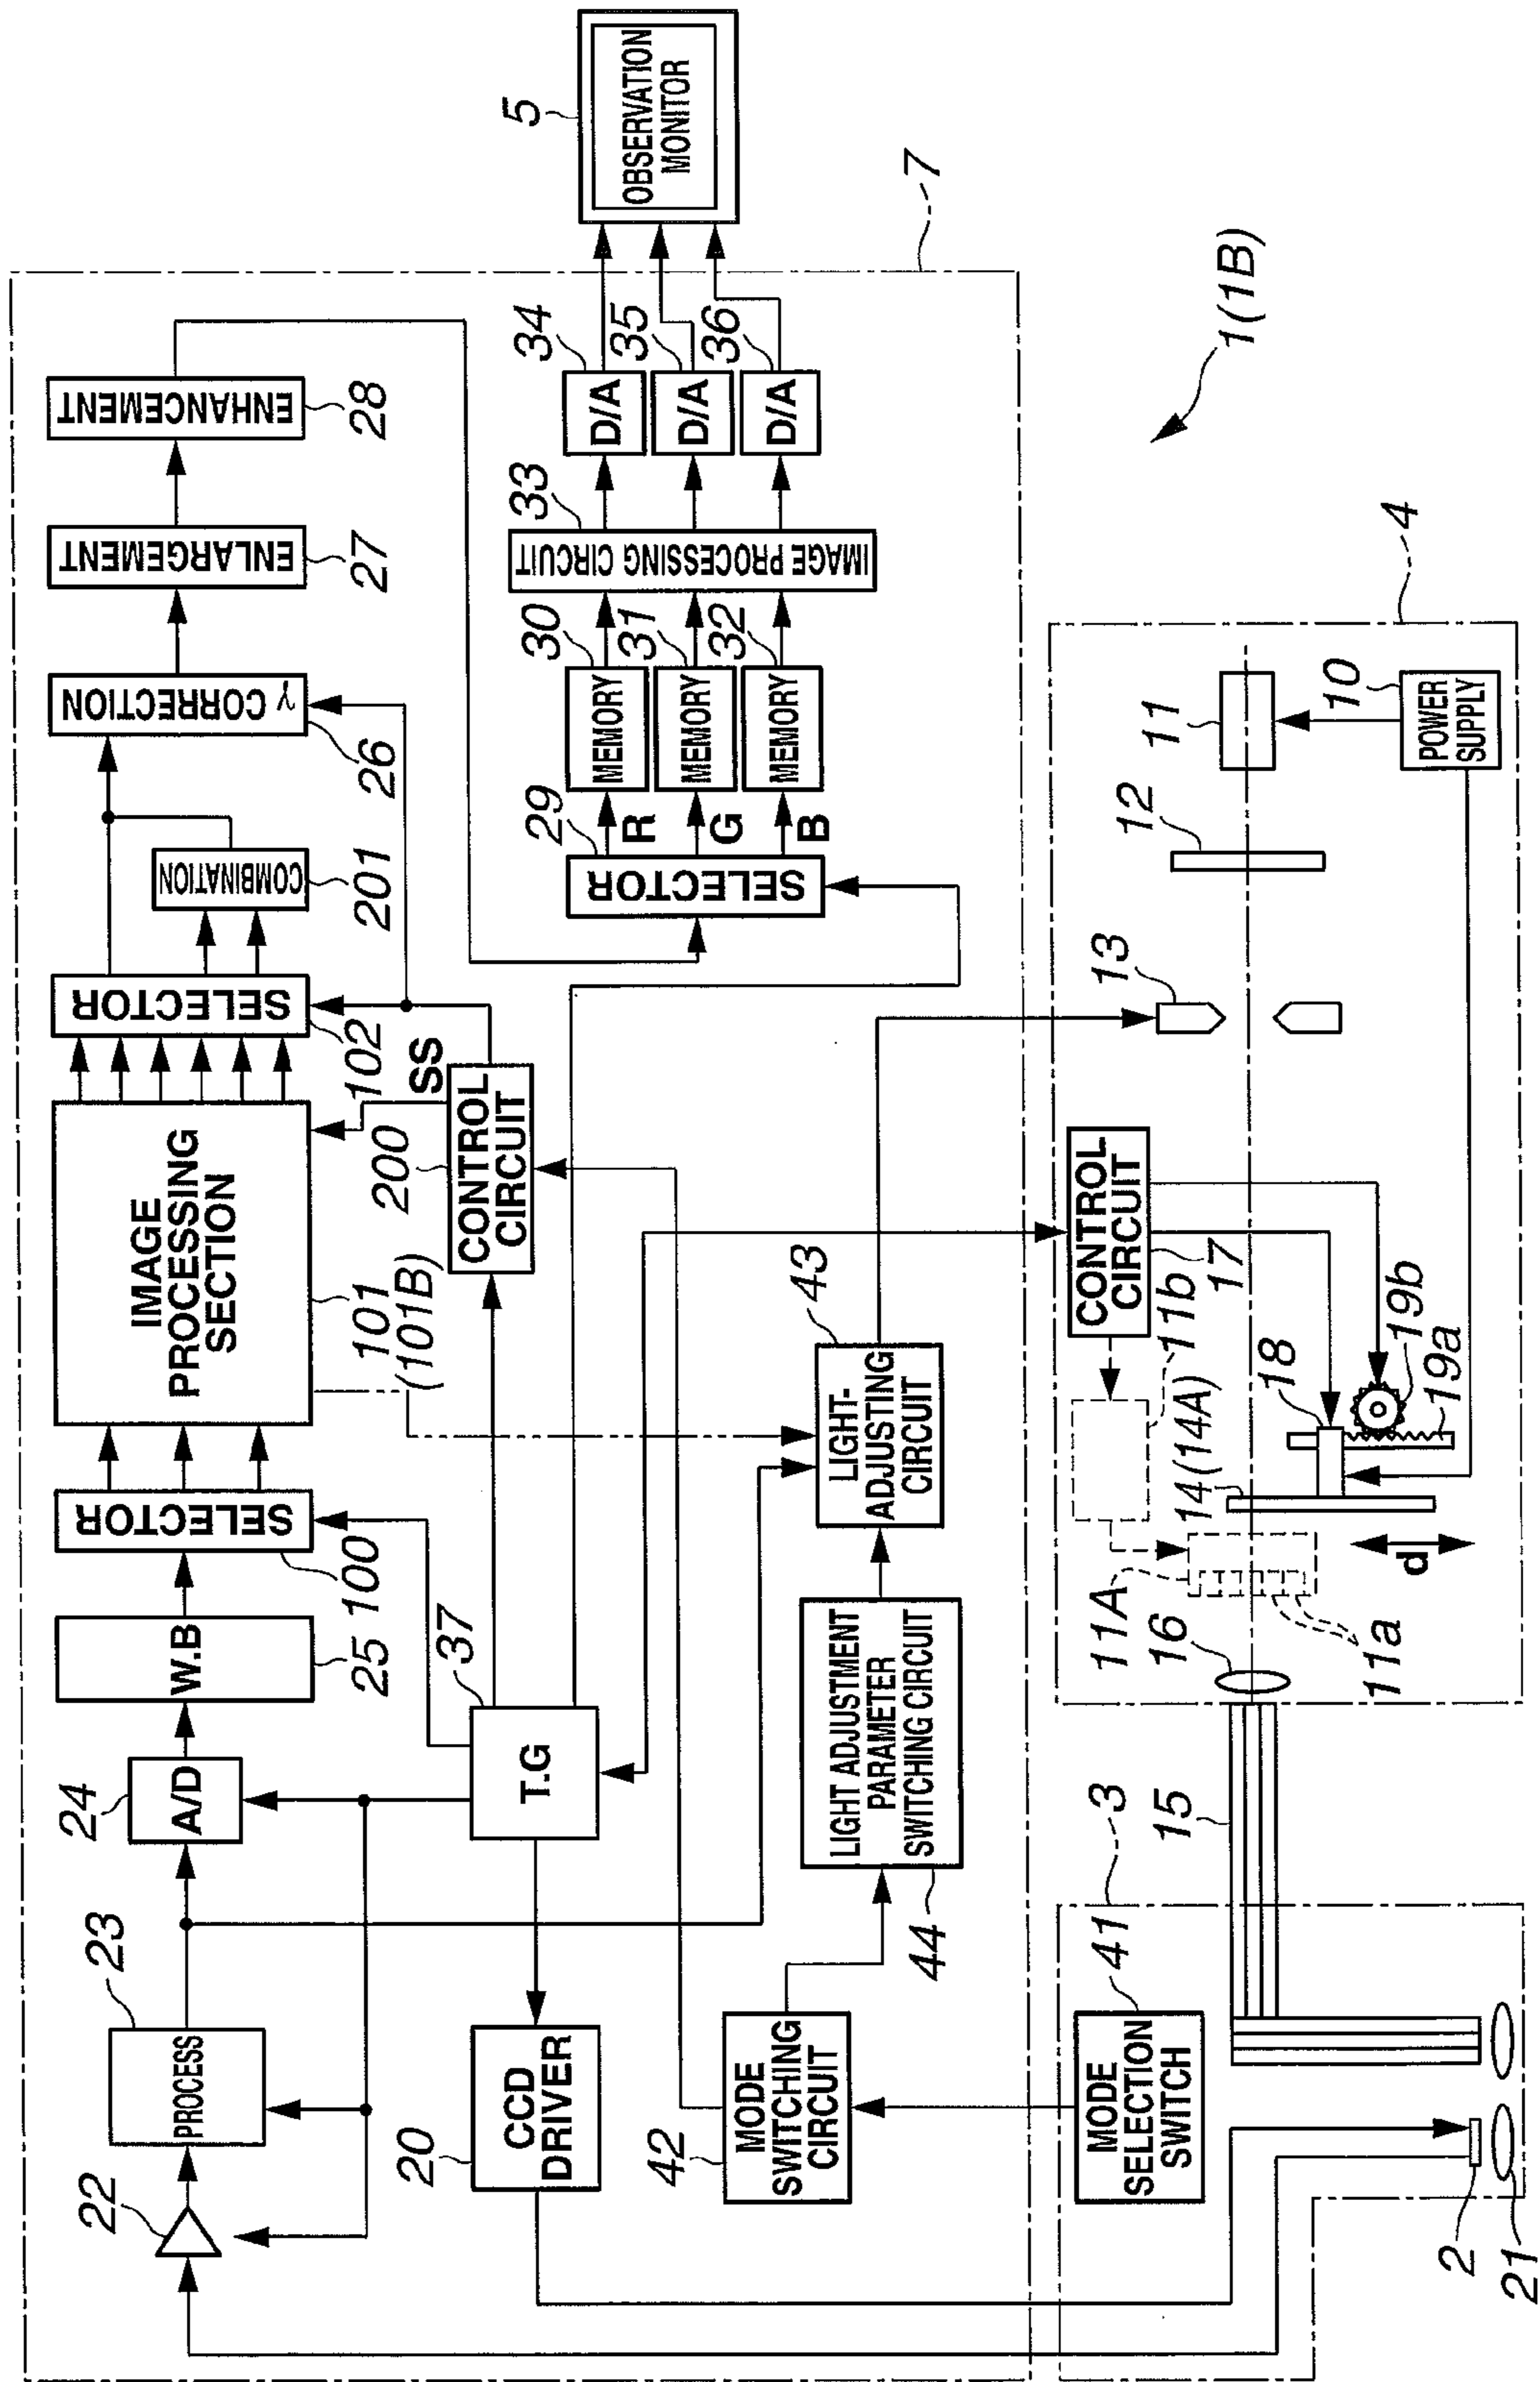 22
23
PROCESS
24
A/D
W.B
25
SELECTOR
100
IMAGE
PROCESSING
SECTION
101
(101B)
SELECTOR
102
COMBINATION
201
γ CORRECTION
26
ENLARGEMENT
27
ENHANCEMENT
28
20
CCD
DRIVER
37
T.G
200
CONTROL
CIRCUIT
SS
29
SELECTOR
R
G
B
30
MEMORY
31
MEMORY
32
MEMORY
33
IMAGE PROCESSING CIRCUIT
34
D/A
35
D/A
36
D/A
5
OBSERVATION
MONITOR
42
MODE
SWITCHING
CIRCUIT
44
LIGHT ADJUSTMENT
PARAMETER
SWITCHING CIRCUIT
43
LIGHT-
ADJUSTING
CIRCUIT
7
41
MODE
SELECTION
SWITCH
3
2
21
15
16
11A
11a
11b
14(14A)
d
18
19a
19b
17
CONTROL
CIRCUIT
13
12
11
10
POWER
SUPPLY
4
1(1B)